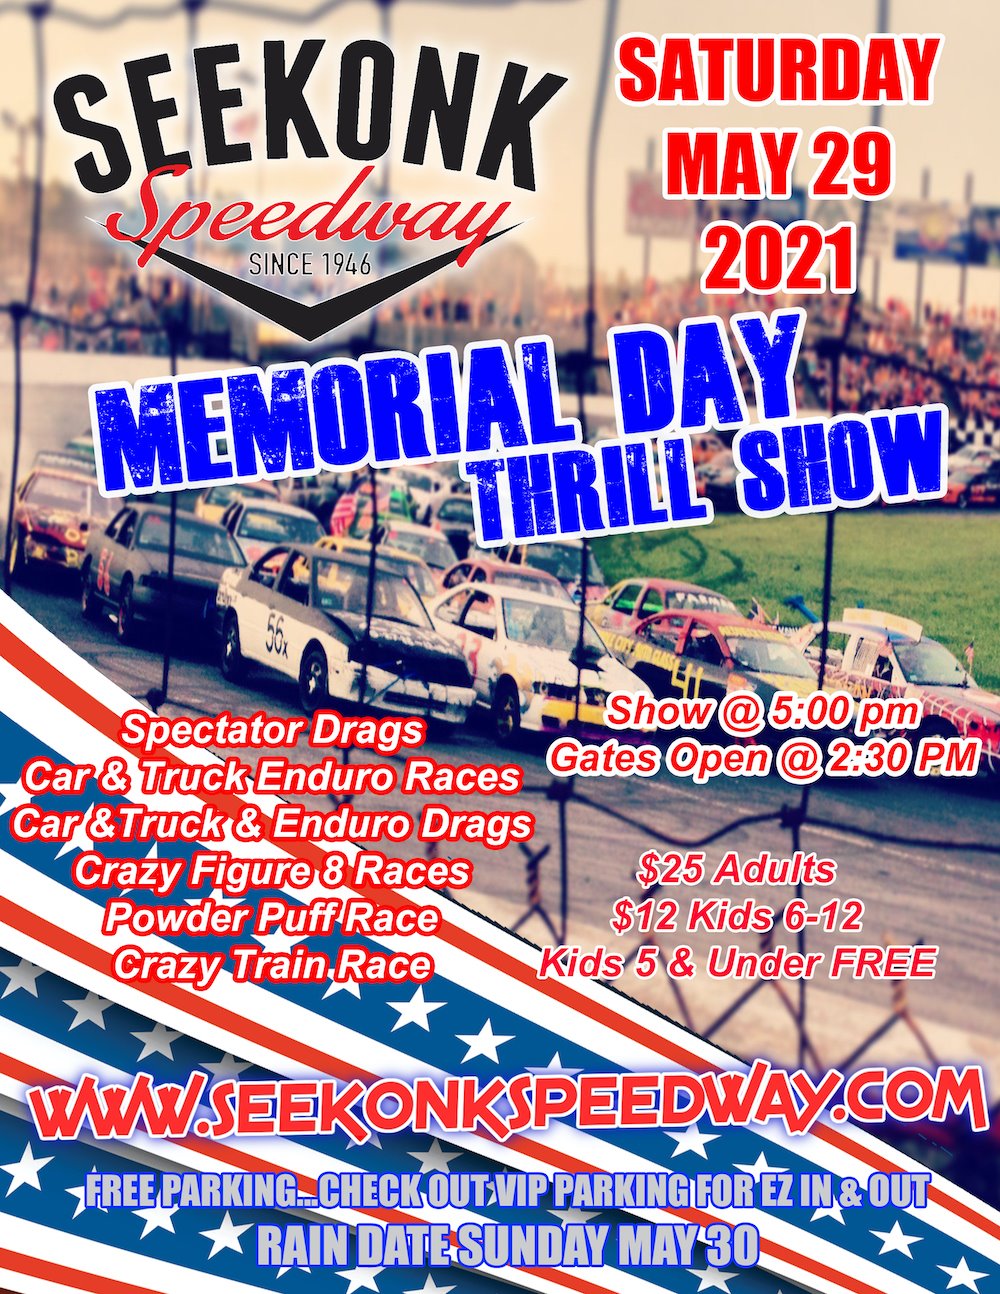 SEEKONK
Speedway
SINCE 1946
SATURDAY
MAY 29
2021
MEMORIAL DAY
THRILL SHOW
56x
13
41
Show @ 5:00 pm
Gates Open @ 2:30 PM
Spectator Drags
Car & Truck Enduro Races
Car &Truck & Enduro Drags
Crazy Figure 8 Races
Powder Puff Race
Crazy Train Race
$25 Adults
$12 Kids 6-12
Kids 5 & Under FREE
WWW.SEEKONKSPEEDWAY.COM
FREE PARKING...CHECK OUT VIP PARKING FOR EZ IN & OUT
RAIN DATE SUNDAY MAY 30